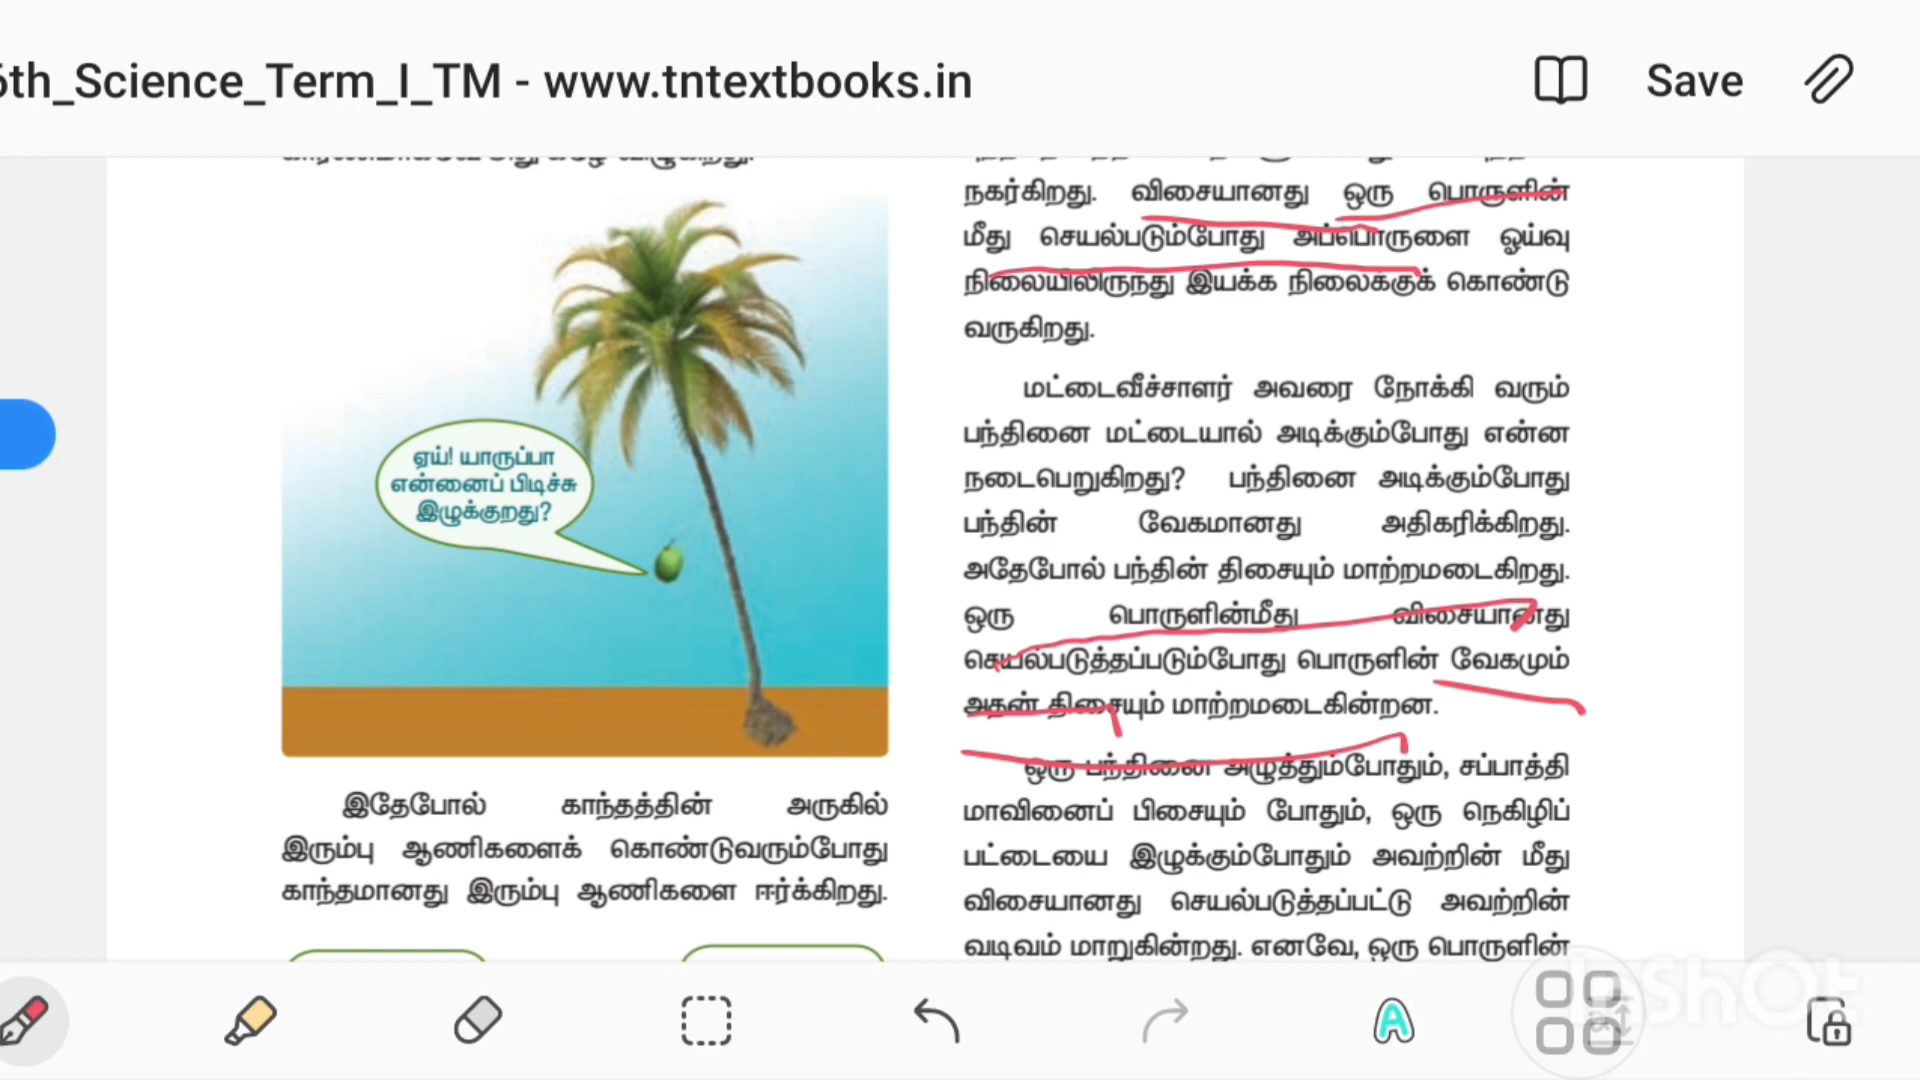 6th_Science_Term_I_TM - www.tntextbooks.in
Save
ஏய்! யாருப்பா
என்னைப் பிடிச்சு
இழுக்குறது?
இதேபோல் காந்தத்தின் அருகில்
இரும்பு ஆணிகளைக் கொண்டுவரும்போது
காந்தமானது இரும்பு ஆணிகளை ஈர்க்கிறது.
நகர்கிறது. விசையானது ஒரு பொருளின்
மீது செயல்படும்போது அப்பொருளை ஓய்வு
நிலையிலிருந்து இயக்க நிலைக்குக் கொண்டு
வருகிறது.
மட்டைவீச்சாளர் அவரை நோக்கி வரும்
பந்தினை மட்டையால் அடிக்கும்போது என்ன
நடைபெறுகிறது? பந்தினை அடிக்கும்போது
பந்தின் வேகமானது அதிகரிக்கிறது.
அதேபோல் பந்தின் திசையும் மாற்றமடைகிறது.
ஒரு பொருளின்மீது விசையானது
செயல்படுத்தப்படும்போது பொருளின் வேகமும்
அதன் திசையும் மாற்றமடைகின்றன.
ஒரு பந்தினை அழுத்தும்போதும், சப்பாத்தி
மாவினைப் பிசையும் போதும், ஒரு நெகிழிப்
பட்டையை இழுக்கும்போதும் அவற்றின் மீது
விசையானது செயல்படுத்தப்பட்டு அவற்றின்
வடிவம் மாறுகின்றது. எனவே, ஒரு பொருளின்
A
InShOt